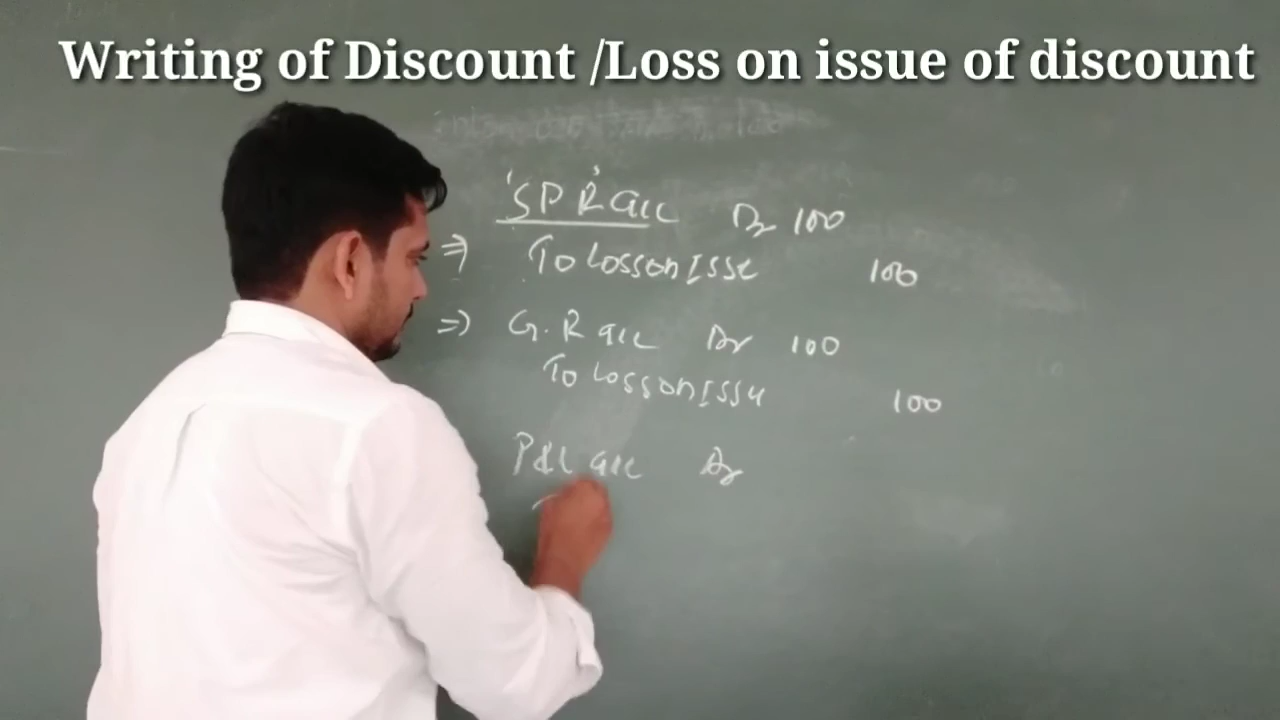 Writing of Discount /Loss on issue of discount
'SPR' a/c Dr 100
⇒ To Loss on Isse 100
⇒ G.R a/c Dr 100
To Loss on Issu 100
P&L a/c Dr